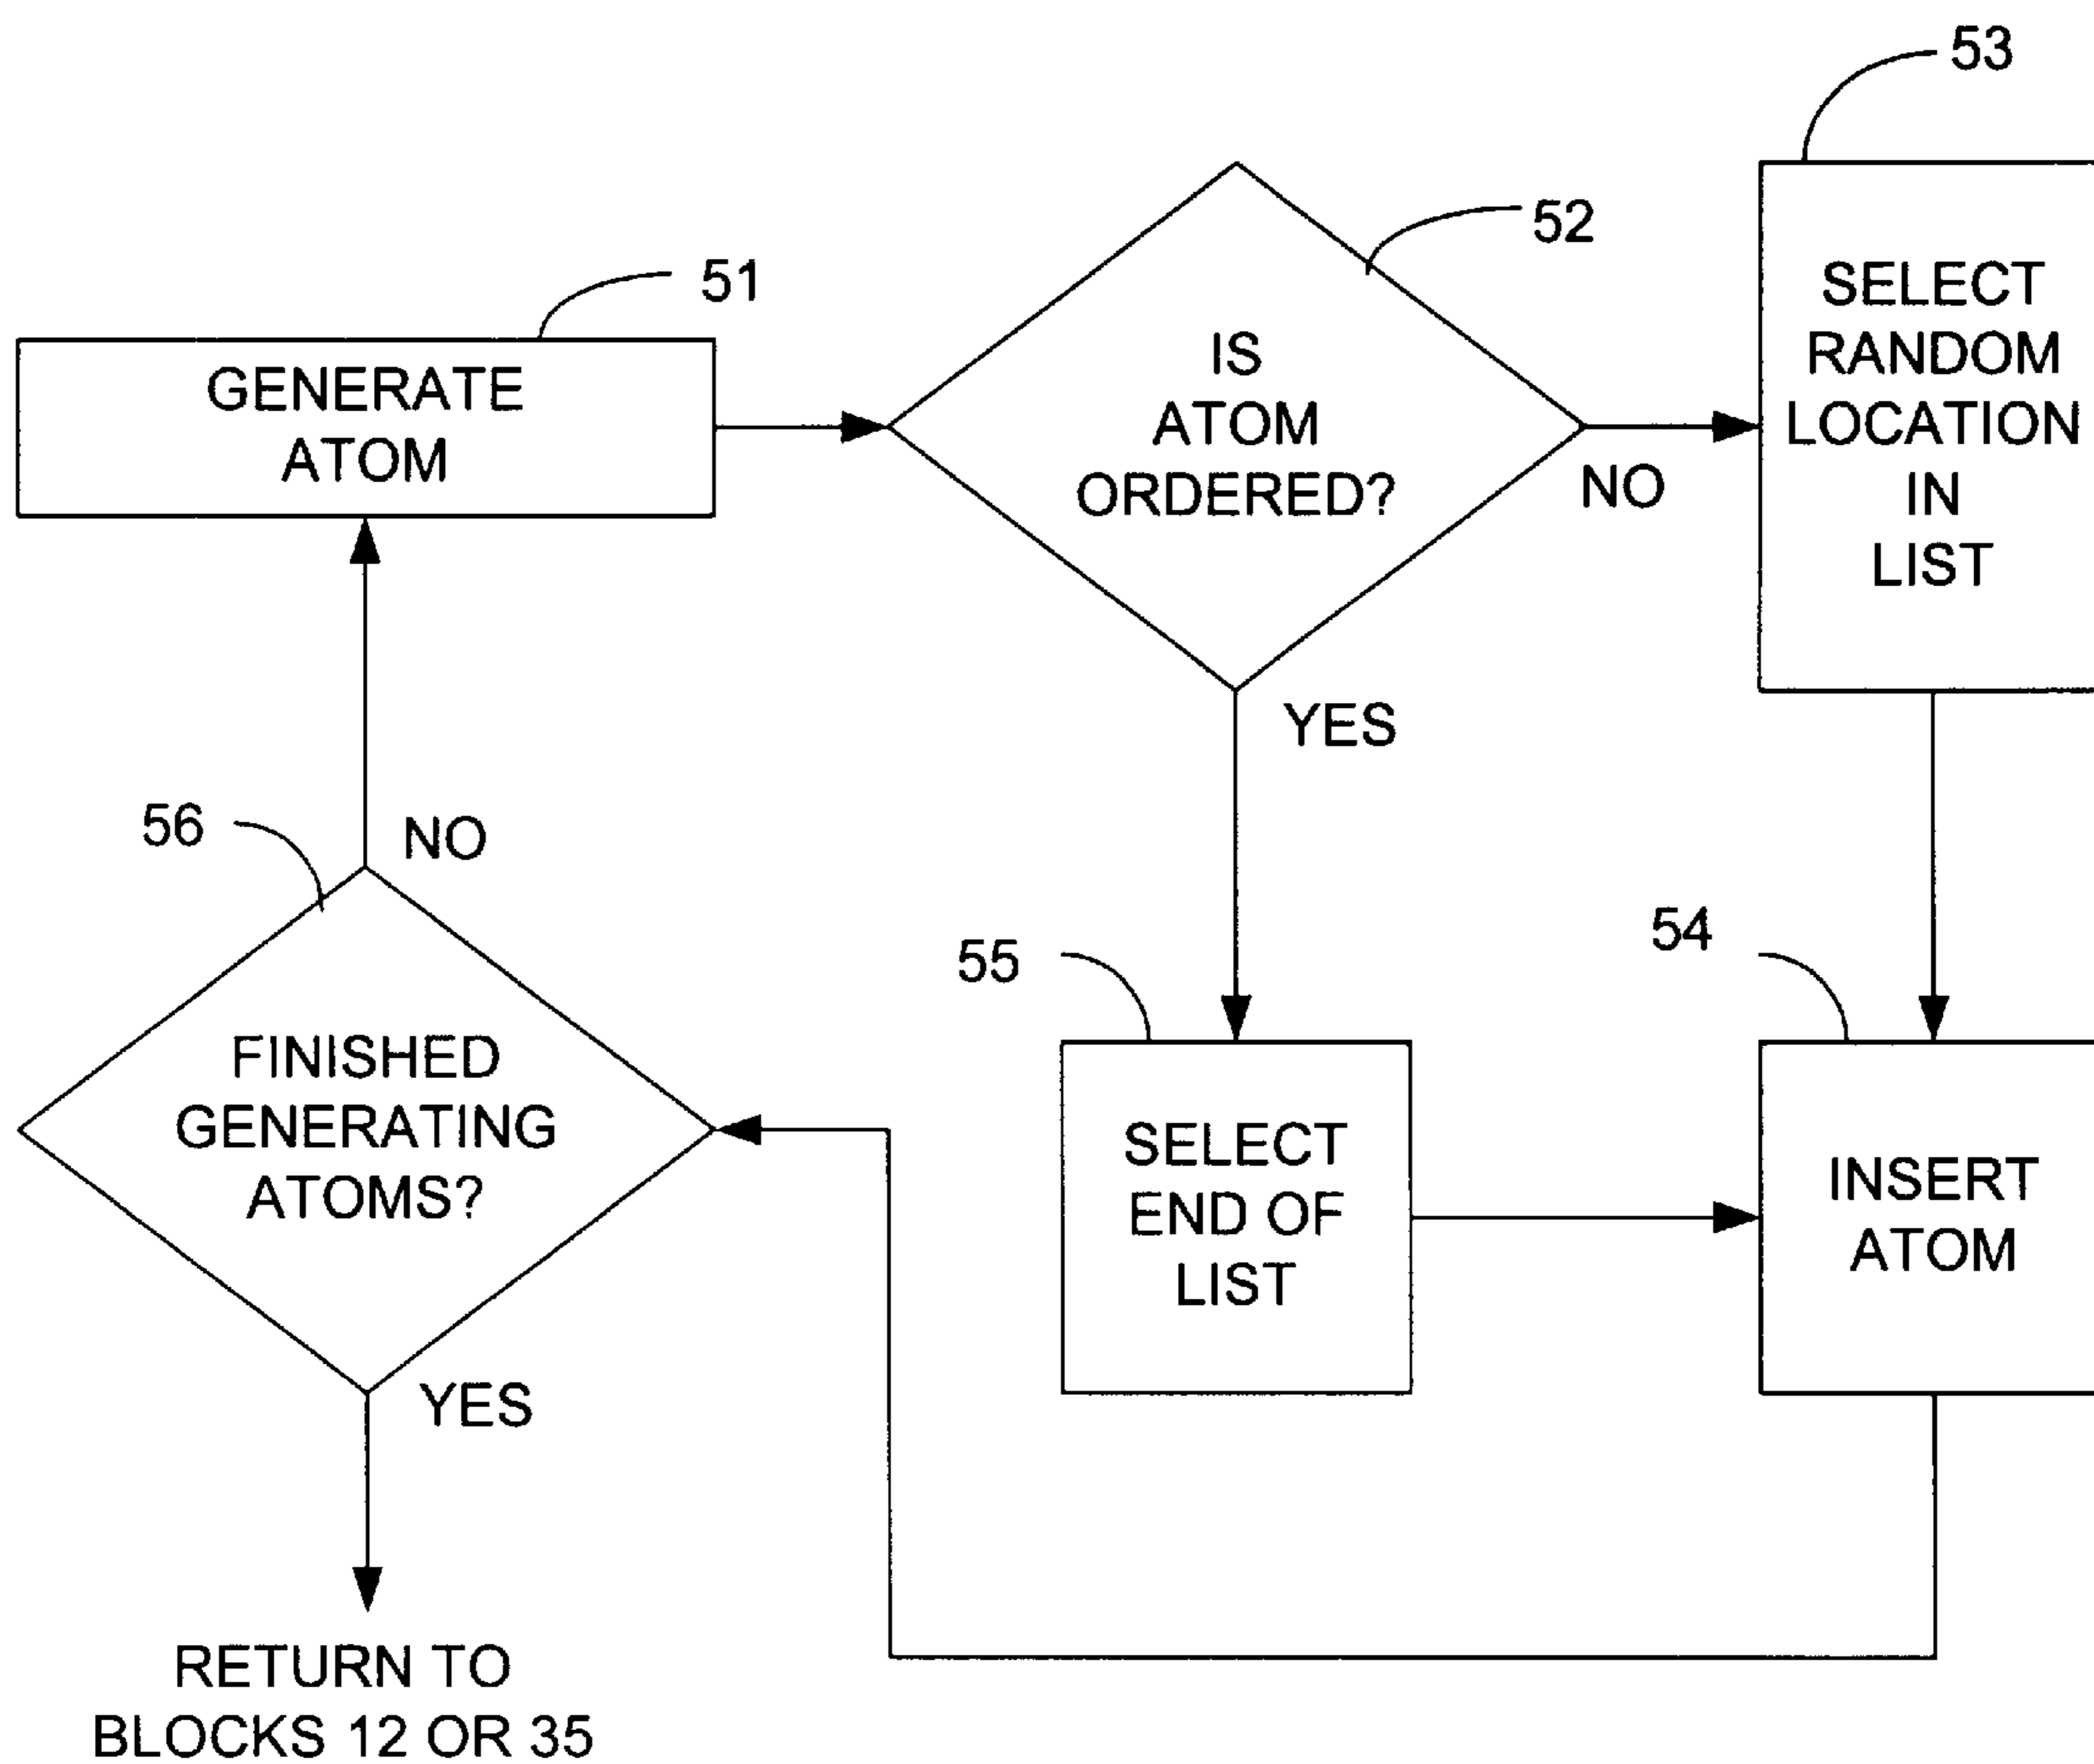 53
52
51
GENERATE
ATOM
IS
ATOM
ORDERED?
NO
SELECT
RANDOM
LOCATION
IN
LIST
YES
56
NO
55
54
FINISHED
GENERATING
ATOMS?
SELECT
END OF
LIST
INSERT
ATOM
YES
RETURN TO
BLOCKS 12 OR 35